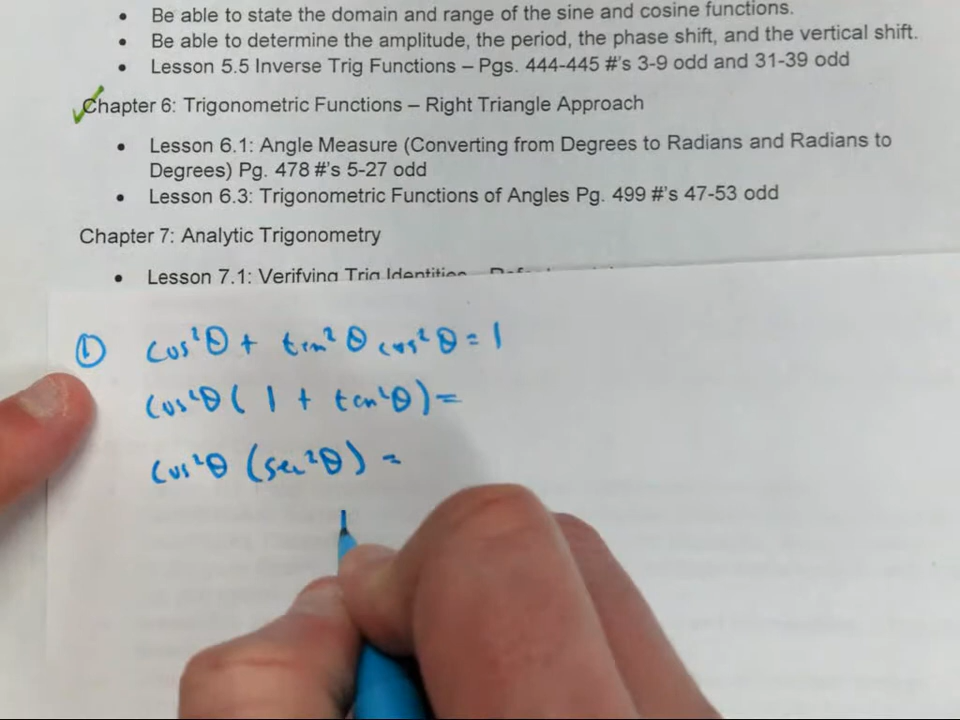 • Be able to state the domain and range of the sine and cosine functions.
• Be able to determine the amplitude, the period, the phase shift, and the vertical shift.
• Lesson 5.5 Inverse Trig Functions – Pgs. 444-445 #'s 3-9 odd and 31-39 odd
Chapter 6: Trigonometric Functions – Right Triangle Approach
• Lesson 6.1: Angle Measure (Converting from Degrees to Radians and Radians to
Degrees) Pg. 478 #'s 5-27 odd
• Lesson 6.3: Trigonometric Functions of Angles Pg. 499 #'s 47-53 odd
Chapter 7: Analytic Trigonometry
• Lesson 7.1: Verifying Trig Identities
① cos²θ + tan²θ cos²θ = 1
cos²θ ( 1 + tan²θ) =
cos²θ (sec²θ) =
1